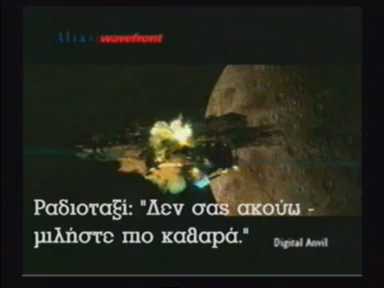 Alias wavefront
Ραδιοταξί: "Δεν σας ακούω -
μιλήστε πιο καθαρά."
Digital Anvil